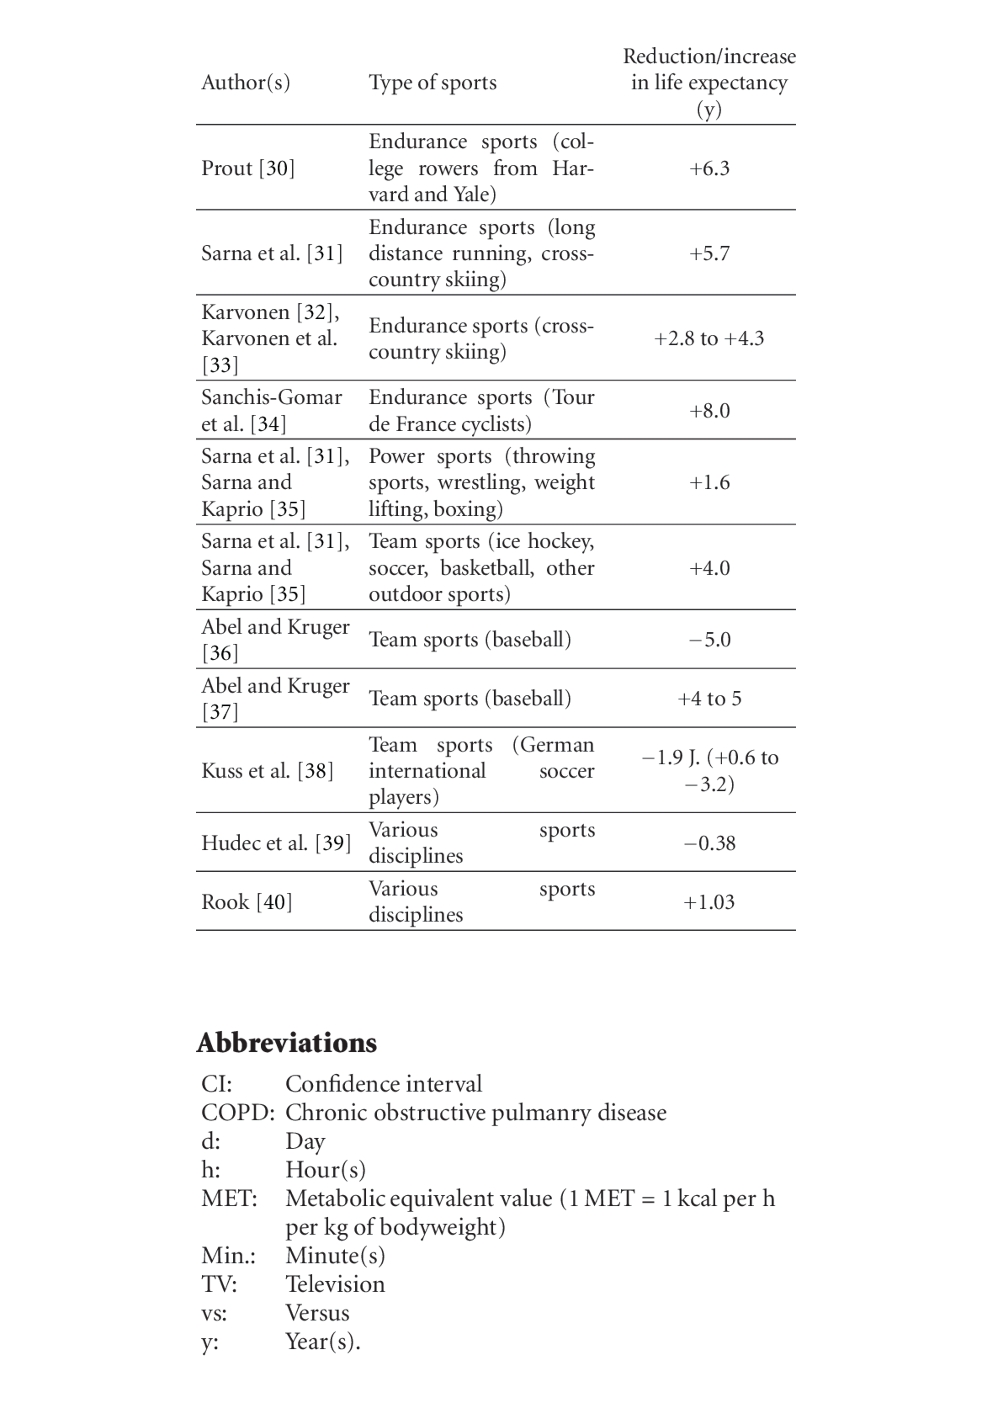 Author(s) Type of sports Reduction/increase
in life expectancy
(y)
Prout [30] Endurance sports (col-
lege rowers from Har-
vard and Yale) +6.3
Sarna et al. [31] Endurance sports (long
distance running, cross-
country skiing) +5.7
Karvonen [32],
Karvonen et al.
[33] Endurance sports (cross-
country skiing) +2.8 to +4.3
Sanchis-Gomar
et al. [34] Endurance sports (Tour
de France cyclists) +8.0
Sarna et al. [31],
Sarna and
Kaprio [35] Power sports (throwing
sports, wrestling, weight
lifting, boxing) +1.6
Sarna et al. [31],
Sarna and
Kaprio [35] Team sports (ice hockey,
soccer, basketball, other
outdoor sports) +4.0
Abel and Kruger
[36] Team sports (baseball) −5.0
Abel and Kruger
[37] Team sports (baseball) +4 to 5
Kuss et al. [38] Team sports (German
international soccer
players) −1.9 J. (+0.6 to
−3.2)
Hudec et al. [39] Various sports
disciplines −0.38
Rook [40] Various sports
disciplines +1.03
Abbreviations
CI: Confidence interval
COPD: Chronic obstructive pulmanry disease
d: Day
h: Hour(s)
MET: Metabolic equivalent value (1 MET = 1 kcal per h
per kg of bodyweight)
Min.: Minute(s)
TV: Television
vs: Versus
y: Year(s).